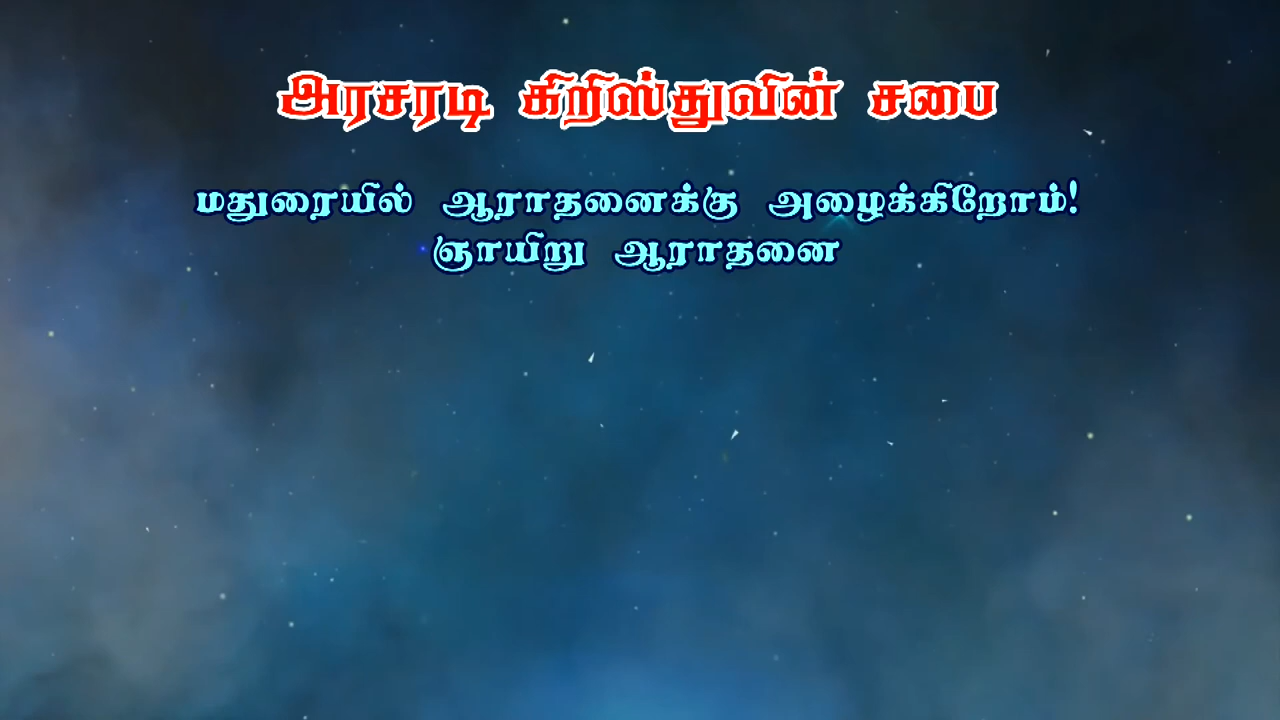 அரசரடி கிறிஸ்துவின் சபை
மதுரையில் ஆராதனைக்கு அழைக்கிறோம்!
ஞாயிறு ஆராதனை